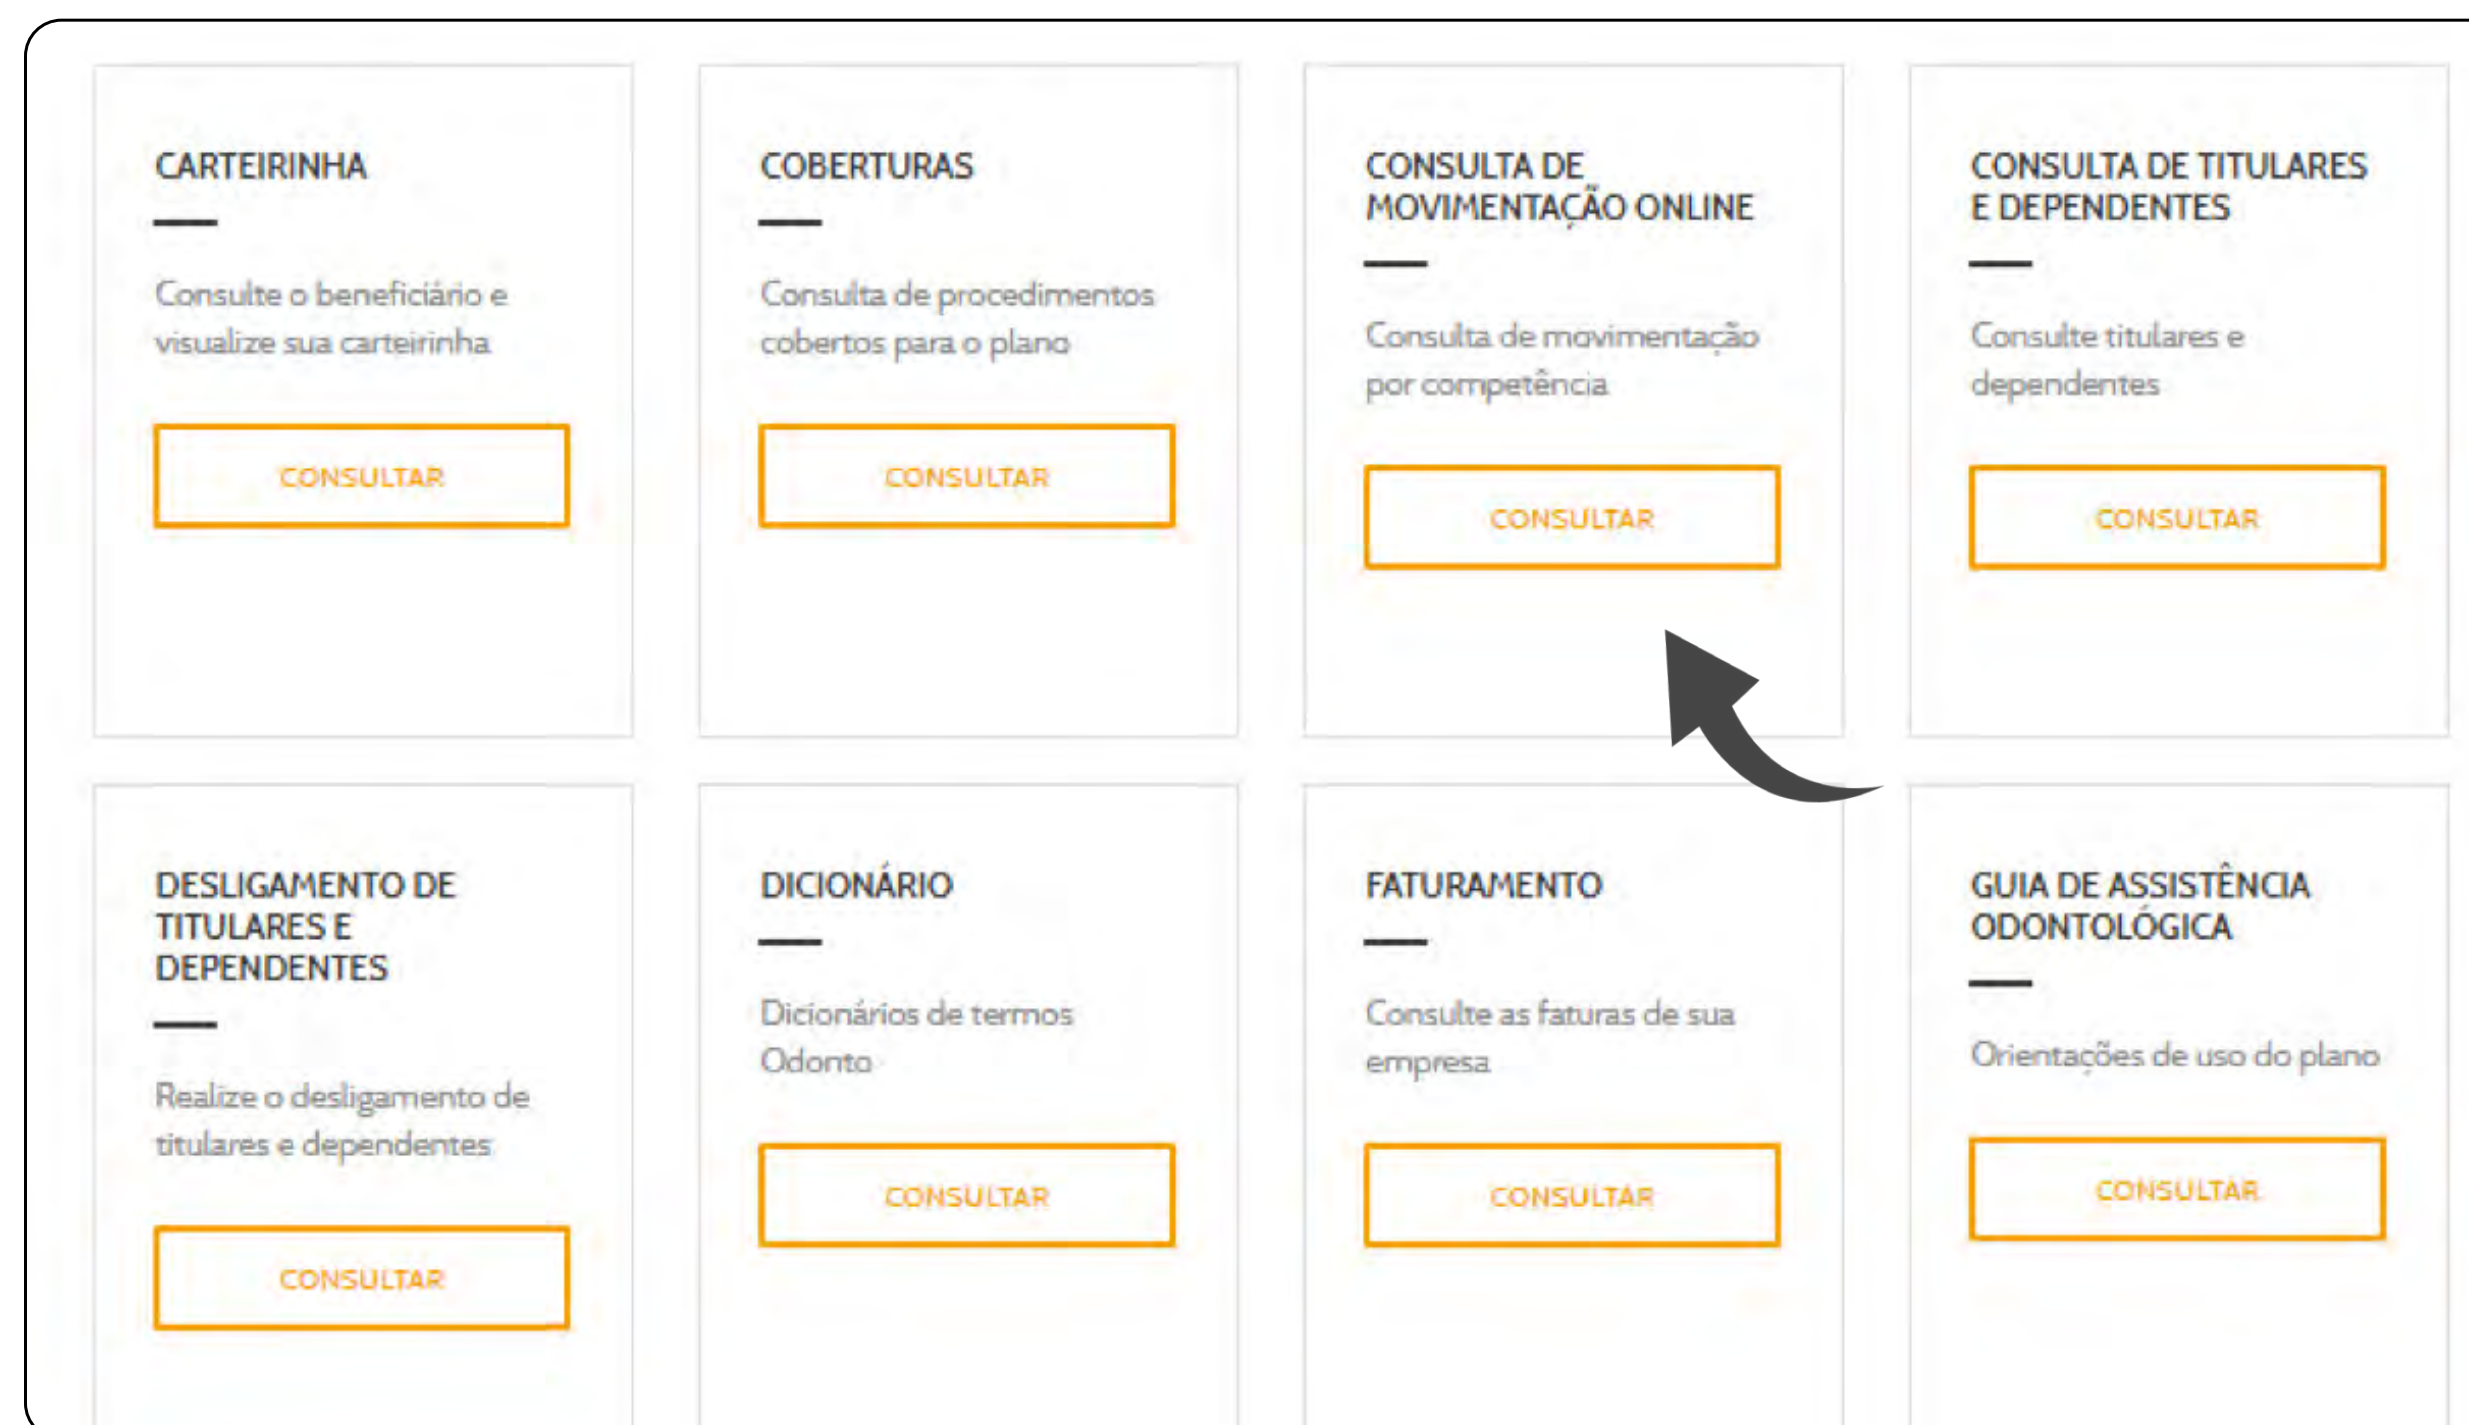 CARTEIRINHA
Consulte o beneficiário e
visualize sua carteirinha
CONSULTAR
COBERTURAS
Consulta de procedimentos
cobertos para o plano
CONSULTAR
CONSULTA DE
MOVIMENTAÇÃO ONLINE
Consulta de movimentação
por competência
CONSULTAR
CONSULTA DE TITULARES
E DEPENDENTES
Consulte titulares e
dependentes
CONSULTAR
DESLIGAMENTO DE
TITULARES E
DEPENDENTES
Realize o desligamento de
titulares e dependentes
CONSULTAR
DICIONÁRIO
Dicionários de termos
Odonto
CONSULTAR
FATURAMENTO
Consulte as faturas de sua
empresa
CONSULTAR
GUIA DE ASSISTÊNCIA
ODONTOLÓGICA
Orientações de uso do plano
CONSULTAR